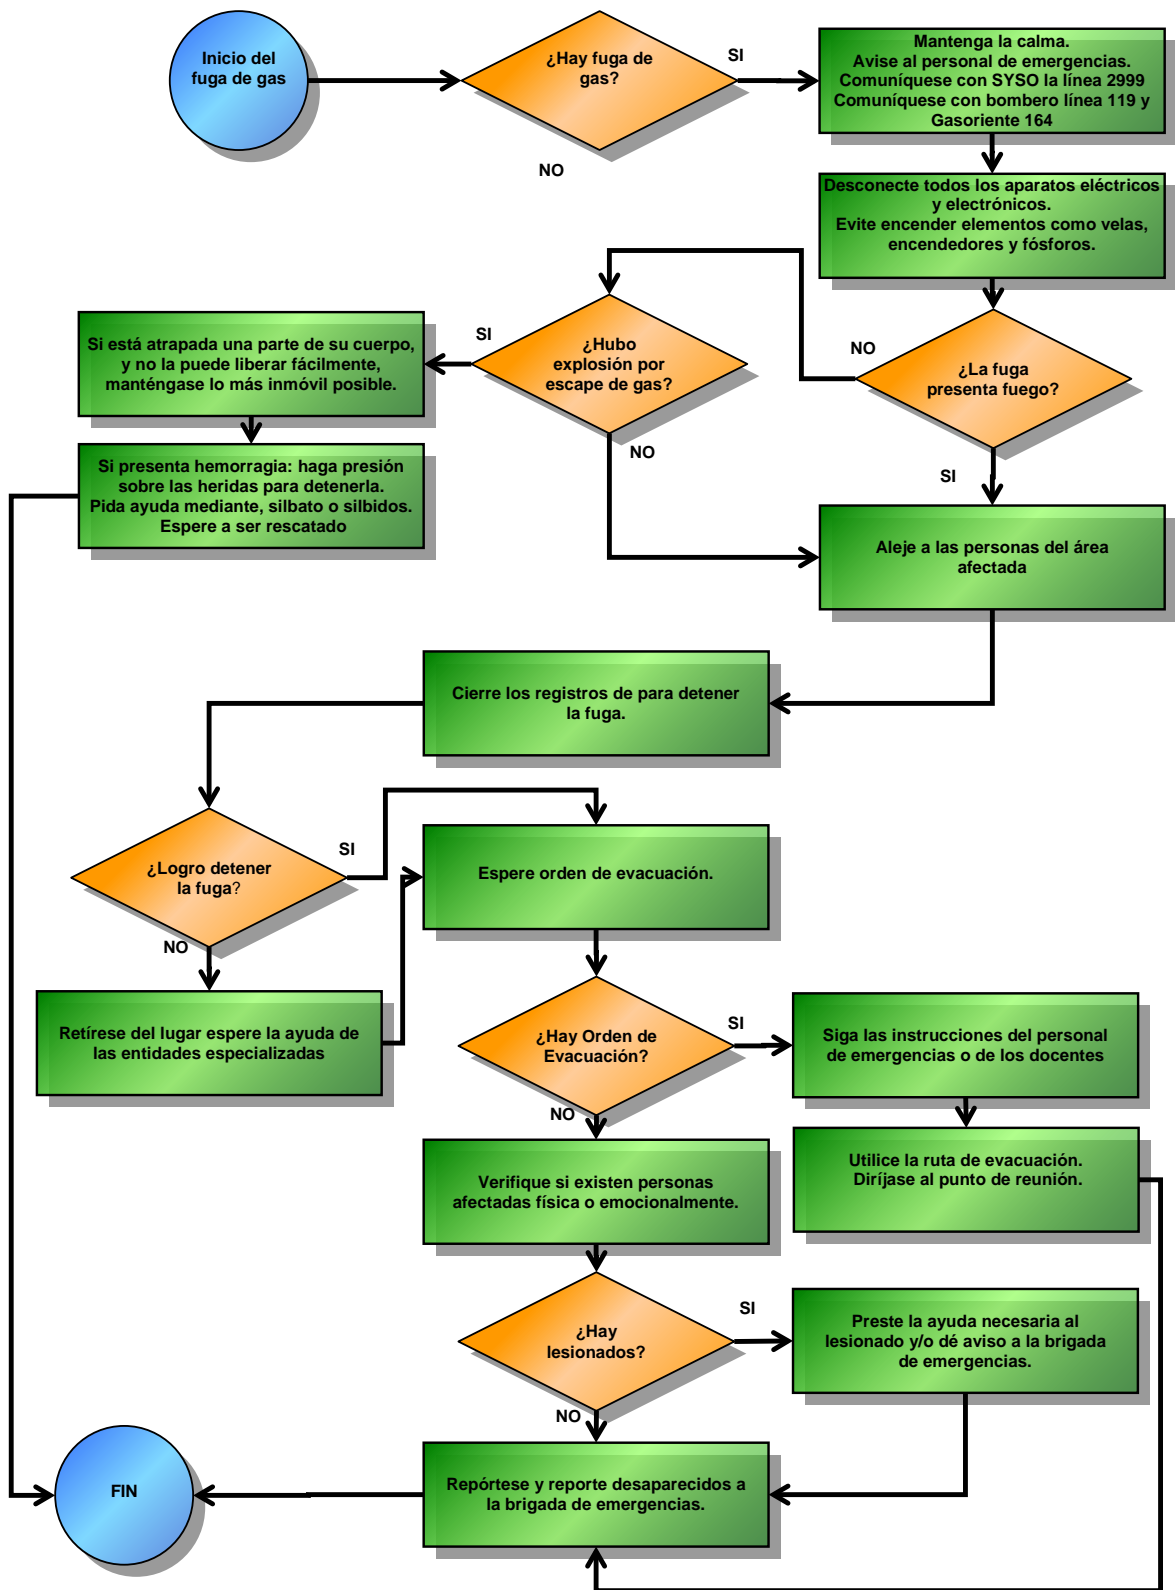 Inicio del
fuga de gas
¿Hay fuga de
gas?
SI
NO
Mantenga la calma.
Avise al personal de emergencias.
Comuníquese con SYSO la línea 2999
Comuníquese con bombero línea 119 y
Gasoriente 164
Desconecte todos los aparatos eléctricos
y electrónicos.
Evite encender elementos como velas,
encendedores y fósforos.
¿La fuga
presenta fuego?
NO
SI
¿Hubo
explosión por
escape de gas?
SI
NO
Si está atrapada una parte de su cuerpo,
y no la puede liberar fácilmente,
manténgase lo más inmóvil posible.
Si presenta hemorragia: haga presión
sobre las heridas para detenerla.
Pida ayuda mediante, silbato o silbidos.
Espere a ser rescatado
Aleje a las personas del área
afectada
Cierre los registros de para detener
la fuga.
¿Logro detener
la fuga?
SI
NO
Espere orden de evacuación.
Retírese del lugar espere la ayuda de
las entidades especializadas
¿Hay Orden de
Evacuación?
SI
NO
Siga las instrucciones del personal
de emergencias o de los docentes
Utilice la ruta de evacuación.
Diríjase al punto de reunión.
Verifique si existen personas
afectadas física o emocionalmente.
¿Hay
lesionados?
SI
NO
Preste la ayuda necesaria al
lesionado y/o dé aviso a la brigada
de emergencias.
Repórtese y reporte desaparecidos a
la brigada de emergencias.
FIN